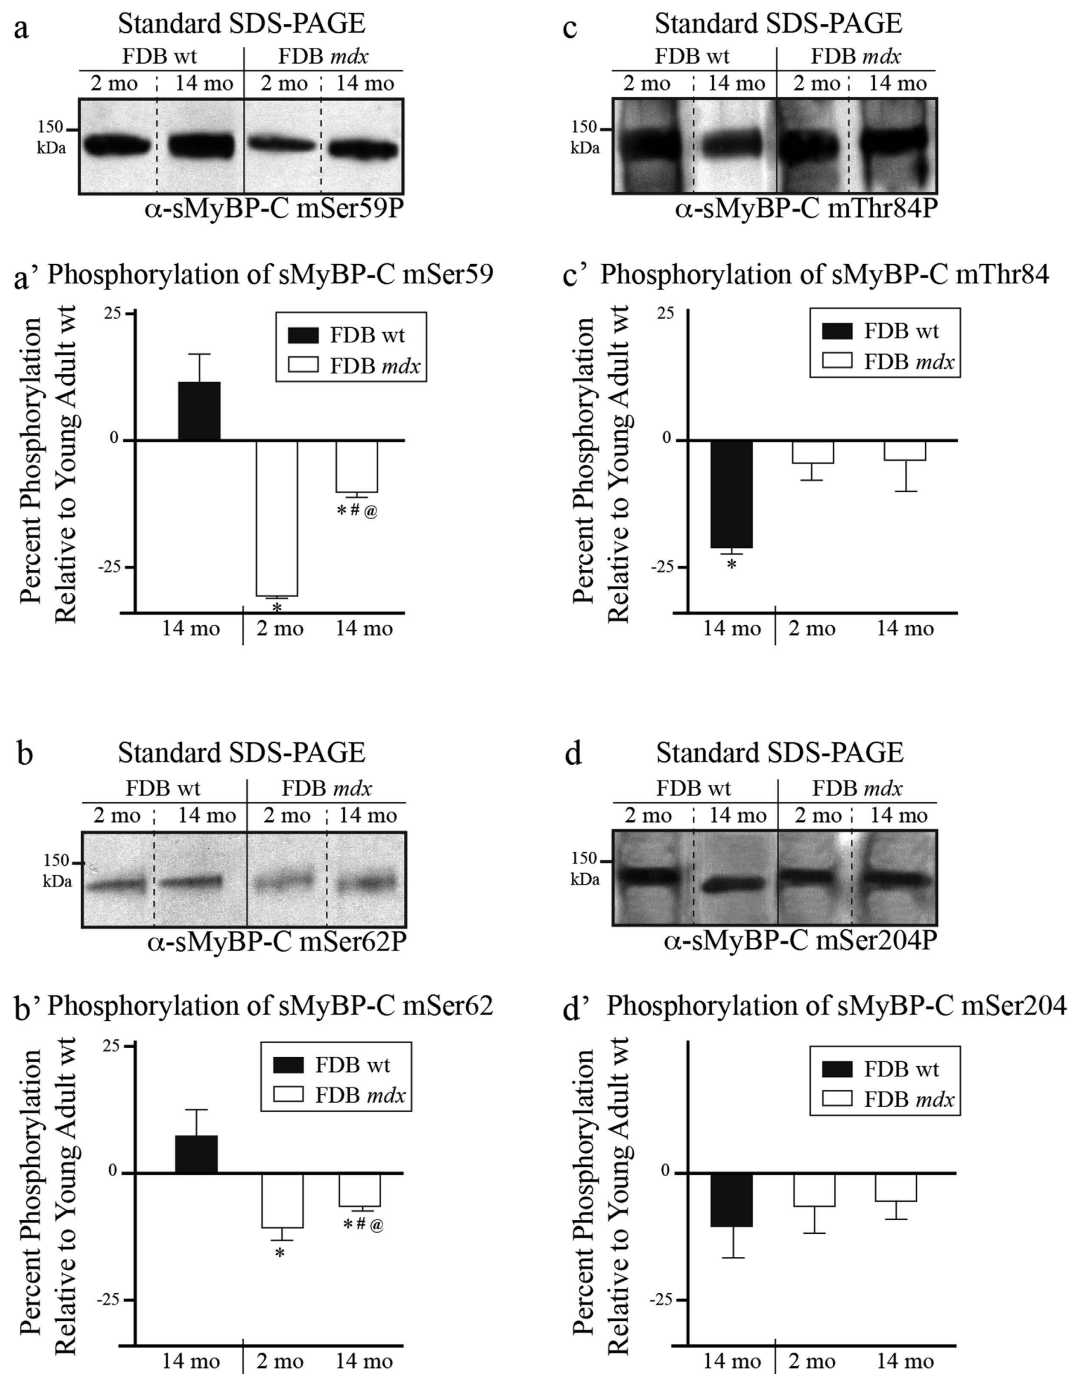 a
Standard SDS-PAGE
FDB wt FDB mdx
2 mo 14 mo 2 mo 14 mo
150
kDa
α-sMyBP-C mSer59P
a’ Phosphorylation of sMyBP-C mSer59
Percent Phosphorylation
Relative to Young Adult wt
25
0
-25
FDB wt
FDB mdx
*
* # @
14 mo 2 mo 14 mo
c
Standard SDS-PAGE
FDB wt FDB mdx
2 mo 14 mo 2 mo 14 mo
150
kDa
α-sMyBP-C mThr84P
c’ Phosphorylation of sMyBP-C mThr84
Percent Phosphorylation
Relative to Young Adult wt
25
0
-25
FDB wt
FDB mdx
*
14 mo 2 mo 14 mo
b
Standard SDS-PAGE
FDB wt FDB mdx
2 mo 14 mo 2 mo 14 mo
150
kDa
α-sMyBP-C mSer62P
b’ Phosphorylation of sMyBP-C mSer62
Percent Phosphorylation
Relative to Young Adult wt
25
0
-25
FDB wt
FDB mdx
*
* # @
14 mo 2 mo 14 mo
d
Standard SDS-PAGE
FDB wt FDB mdx
2 mo 14 mo 2 mo 14 mo
150
kDa
α-sMyBP-C mSer204P
d’ Phosphorylation of sMyBP-C mSer204
Percent Phosphorylation
Relative to Young Adult wt
0
-25
FDB wt
FDB mdx
14 mo 2 mo 14 mo